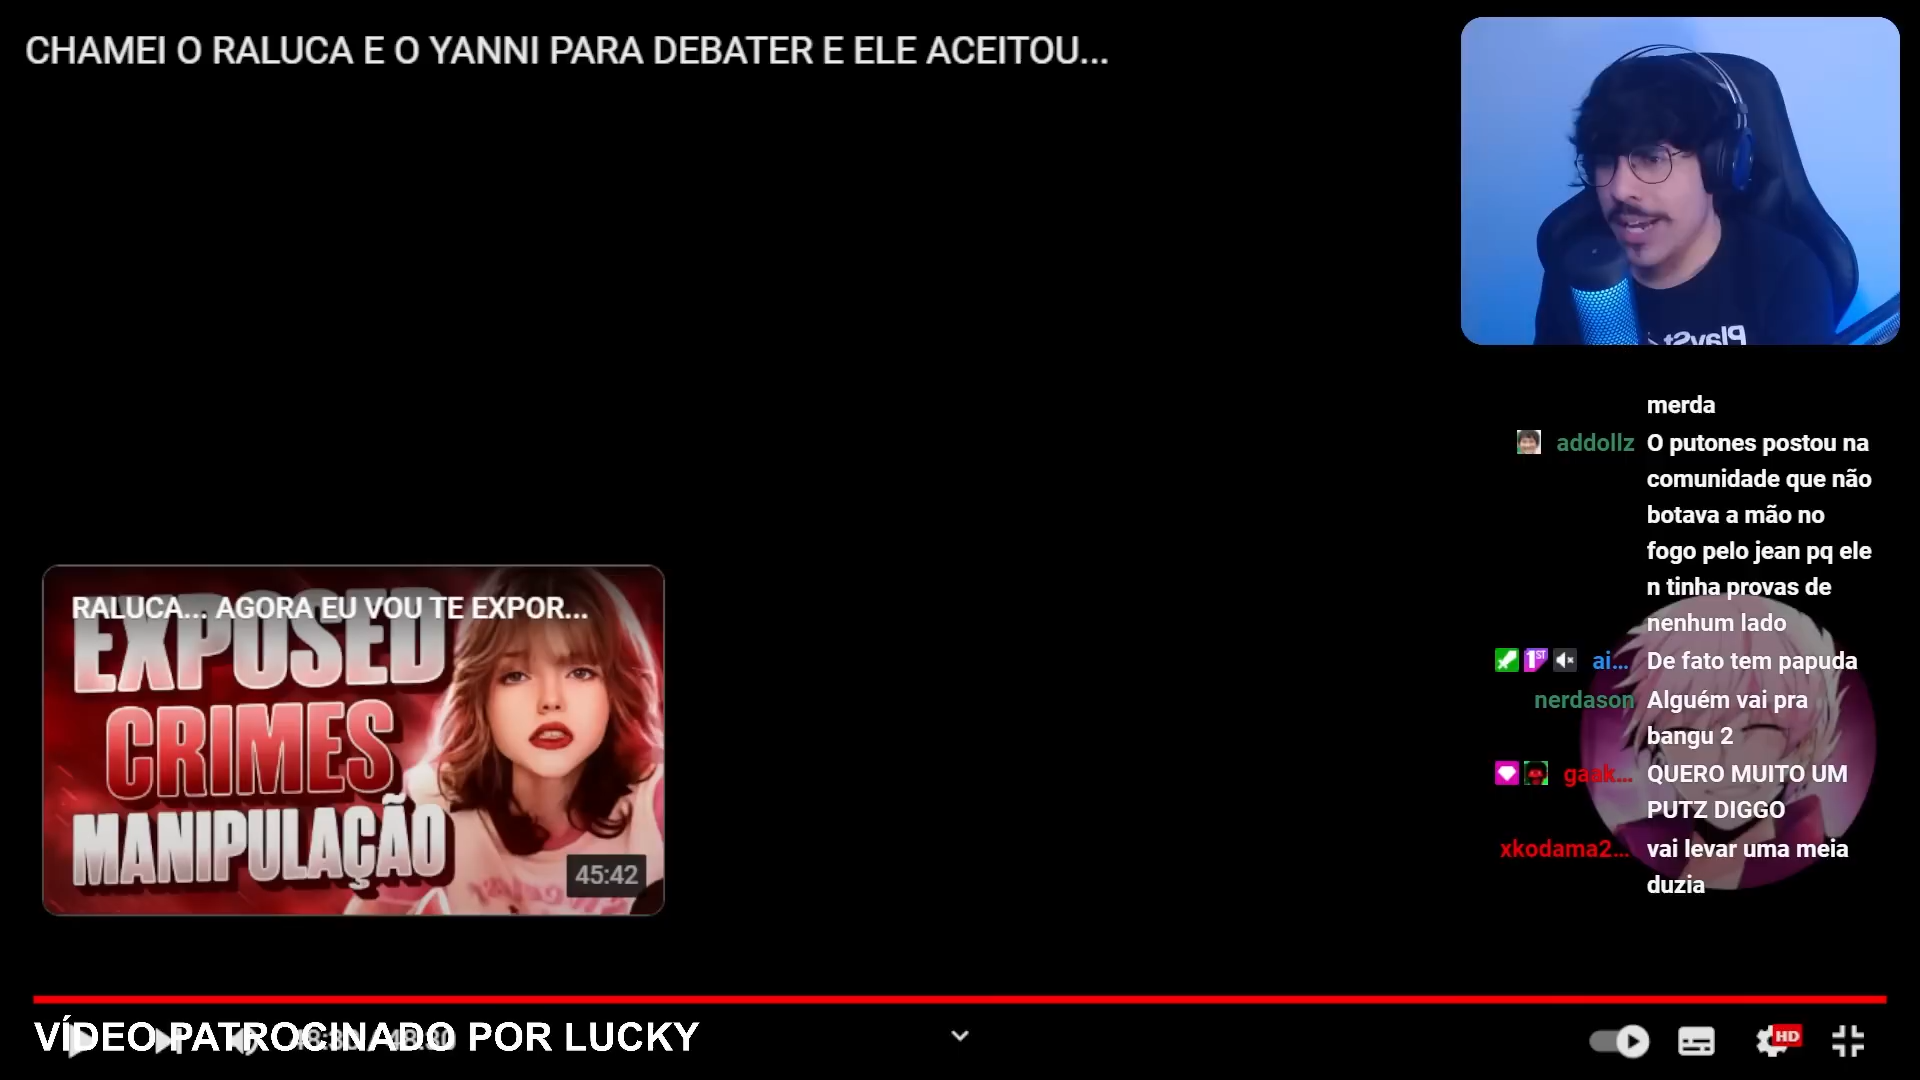 CHAMEI O RALUCA E O YANNI PARA DEBATER E ELE ACEITOU...
merda
addollz O putones postou na
comunidade que não
botava a mão no
fogo pelo jean pq ele
n tinha provas de
nenhum lado
1ST ai... De fato tem papuda
nerdason Alguém vai pra
bangu 2
gaak... QUERO MUITO UM
PUTZ DIGGO
xkodama2... vai levar uma meia
duzia
RALUCA... AGORA EU VOU TE EXPOR...
EXPOSED
CRIMES
MANIPULAÇÃO
45:42
VÍDEO PATROCINADO POR LUCKY
HD